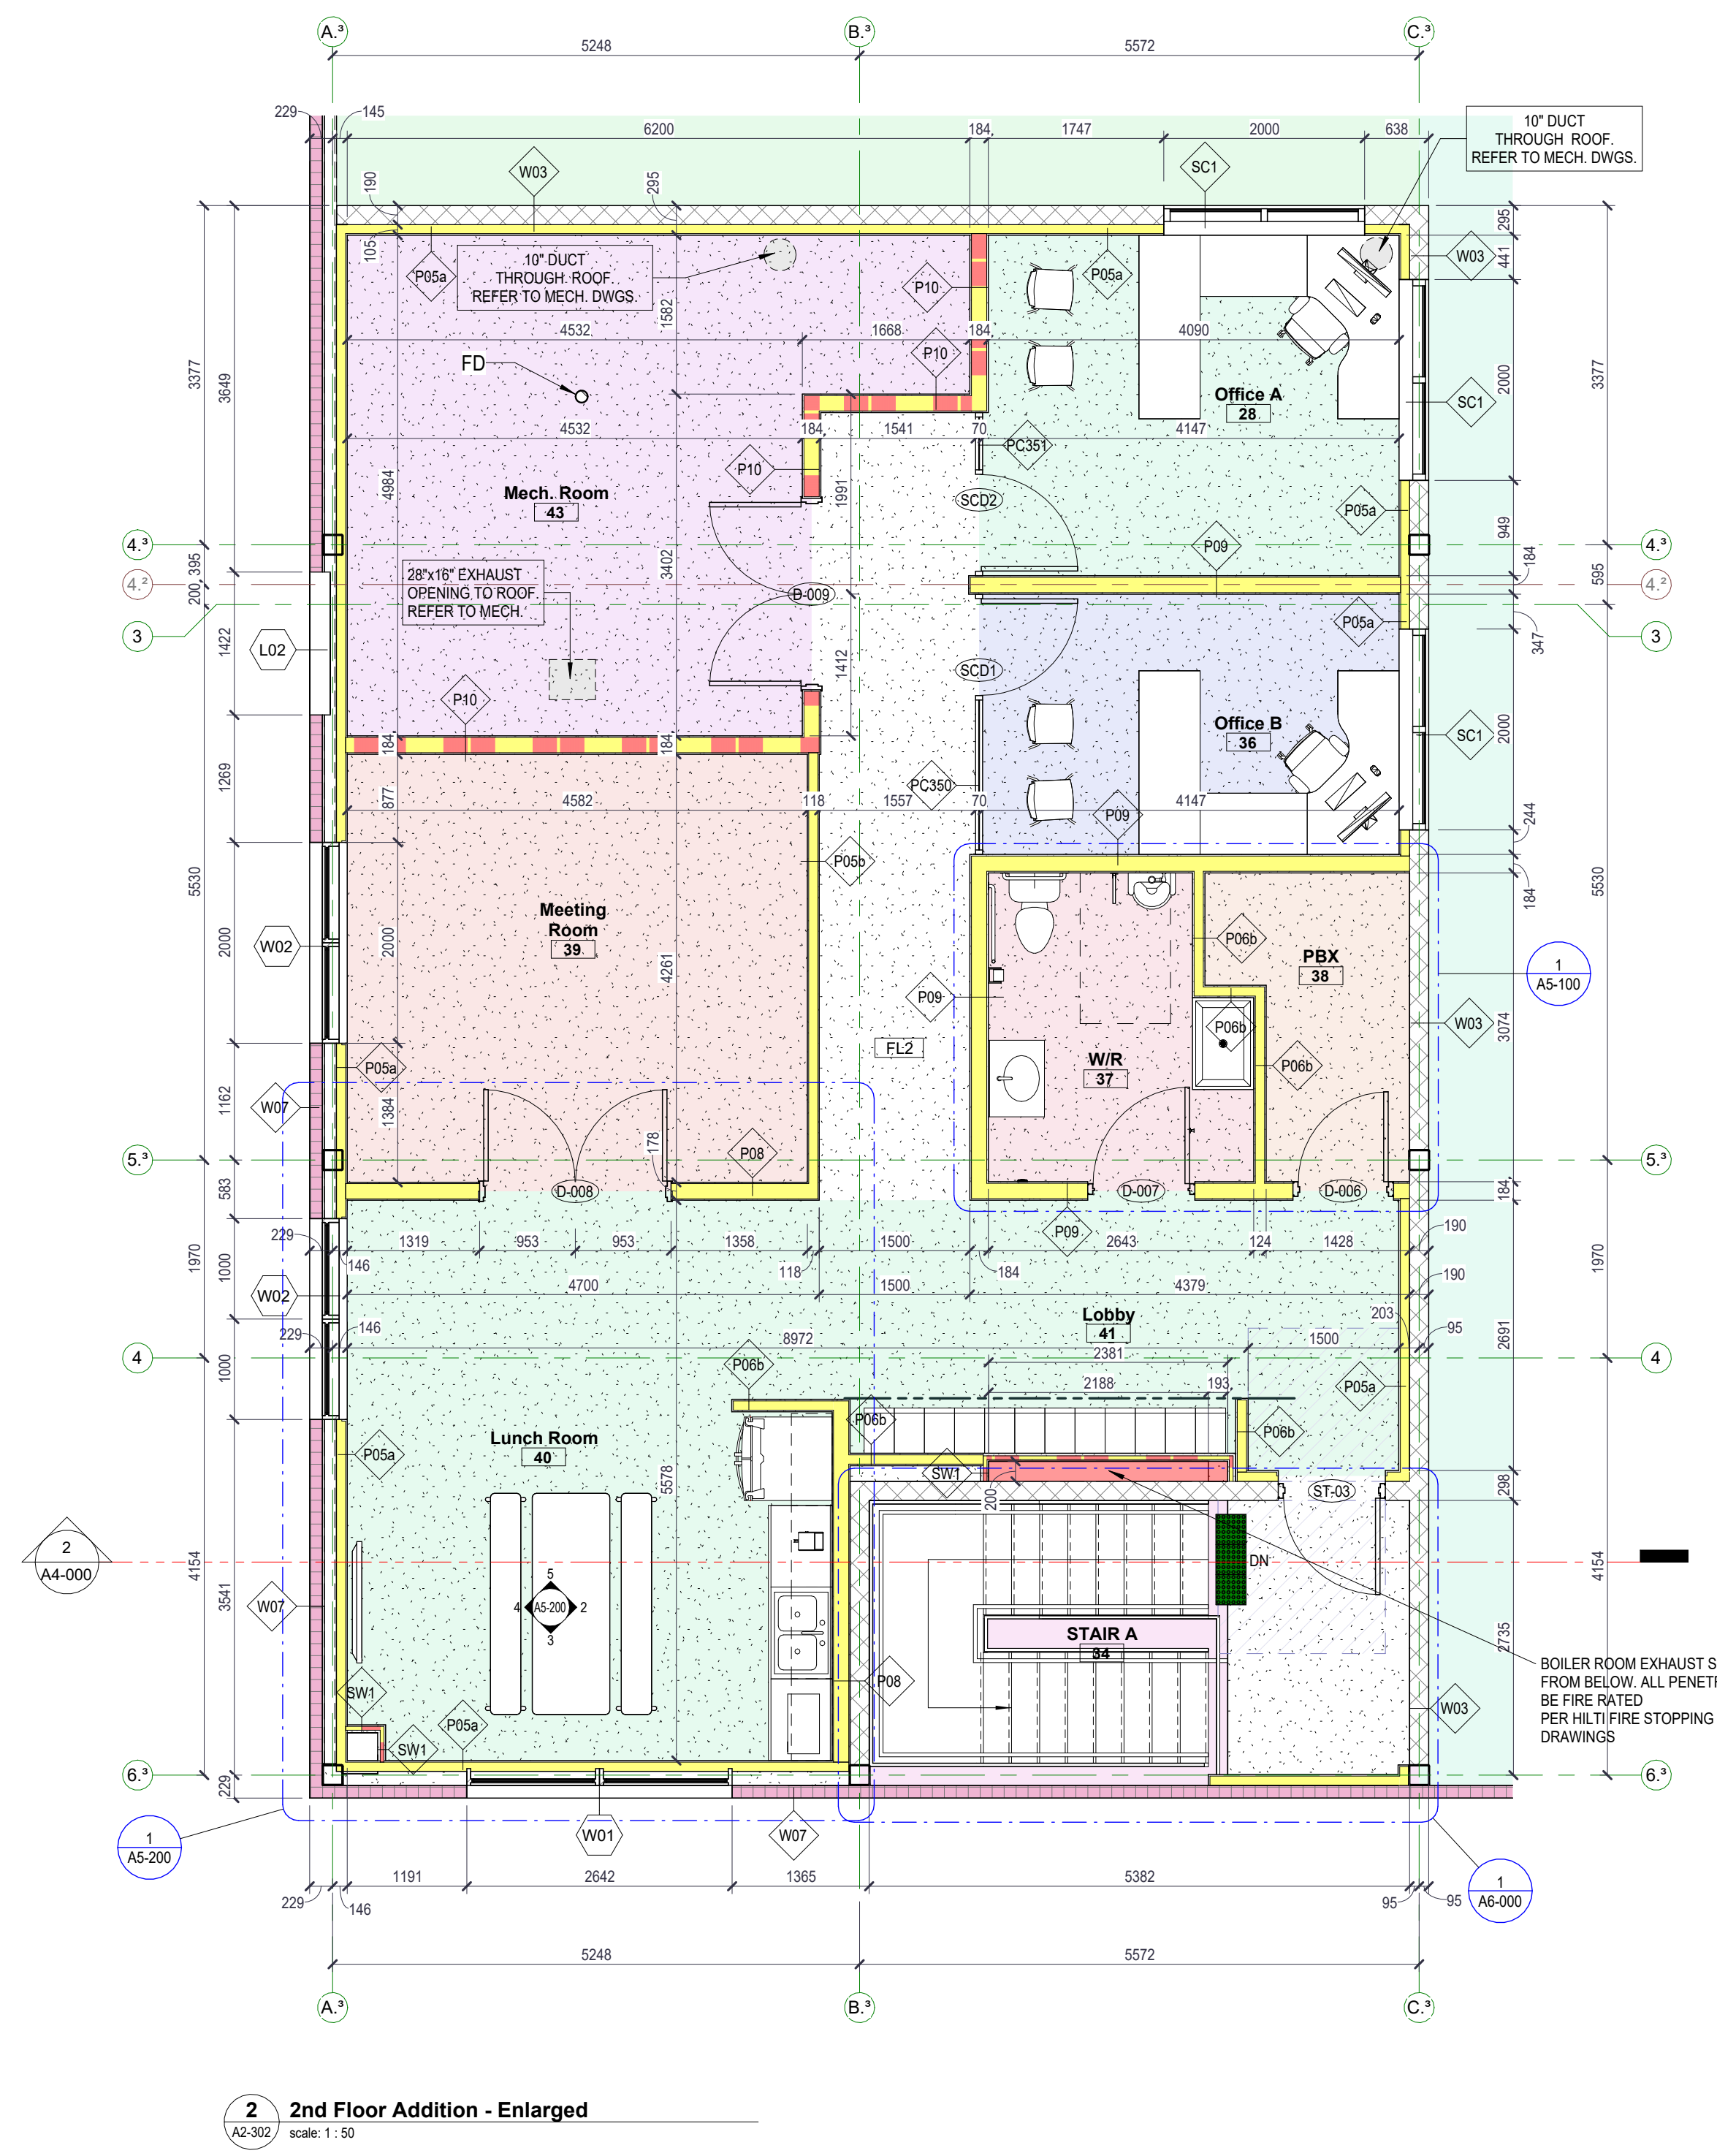 A.³
B.³
C.³
5248
5572
229
145
6200
184
1747
2000
638
10" DUCT
THROUGH ROOF.
REFER TO MECH. DWGS.
W03
SC1
190
295
105
295
441
P05a
10" DUCT
THROUGH ROOF.
REFER TO MECH. DWGS.
P10
P05a
W03
1582
4532
1668
184
4090
P10
3377
3649
FD
Office A
28
2000
SC1
3377
4532
184
1541
70
4147
PC351
P10
Mech. Room
43
4984
1991
SCD2
P05a
949
P09
184
4.³
4.³
395
3402
595
4.²
4.²
200
28"x16" EXHAUST
OPENING TO ROOF.
REFER TO MECH.
D-009
3
3
P05a
347
L02
1422
1412
SCD1
P10
Office B
36
2000
SC1
184
184
1269
877
PC350
4582
118
1557
70
4147
P09
244
P05b
5530
5530
184
Meeting
Room
39
2000
W02
2000
4261
P06b
PBX
38
1
A5-100
P09
P06b
W03
3074
FL2
W/R
37
P06b
P05a
W07
1162
1384
178
P08
5.³
5.³
583
D-008
D-007
D-006
184
229
1319
953
953
1358
1500
P09
2643
124
1428
190
146
118
184
1970
1000
4700
1500
4379
190
1970
W02
Lobby
41
203
229
146
95
8972
1500
2691
4
4
2381
P06b
1000
2188
193
P05a
P06b
P06b
Lunch Room
40
P05a
5578
SW1
200
ST-03
298
2
A4-000
DN
4154
3541
5
4
A5-200
2
3
W07
4154
STAIR A
34
2735
BOILER ROOM EXHAUST S
FROM BELOW. ALL PENET
BE FIRE RATED
PER HILTI FIRE STOPPING
DRAWINGS
P08
SW1
P05a
SW1
W03
6.³
6.³
229
1
A5-200
W01
W07
1191
2642
1365
5382
229
146
95
95
1
A6-000
5248
5572
A.³
B.³
C.³
2
A2-302
2nd Floor Addition - Enlarged
scale: 1 : 50